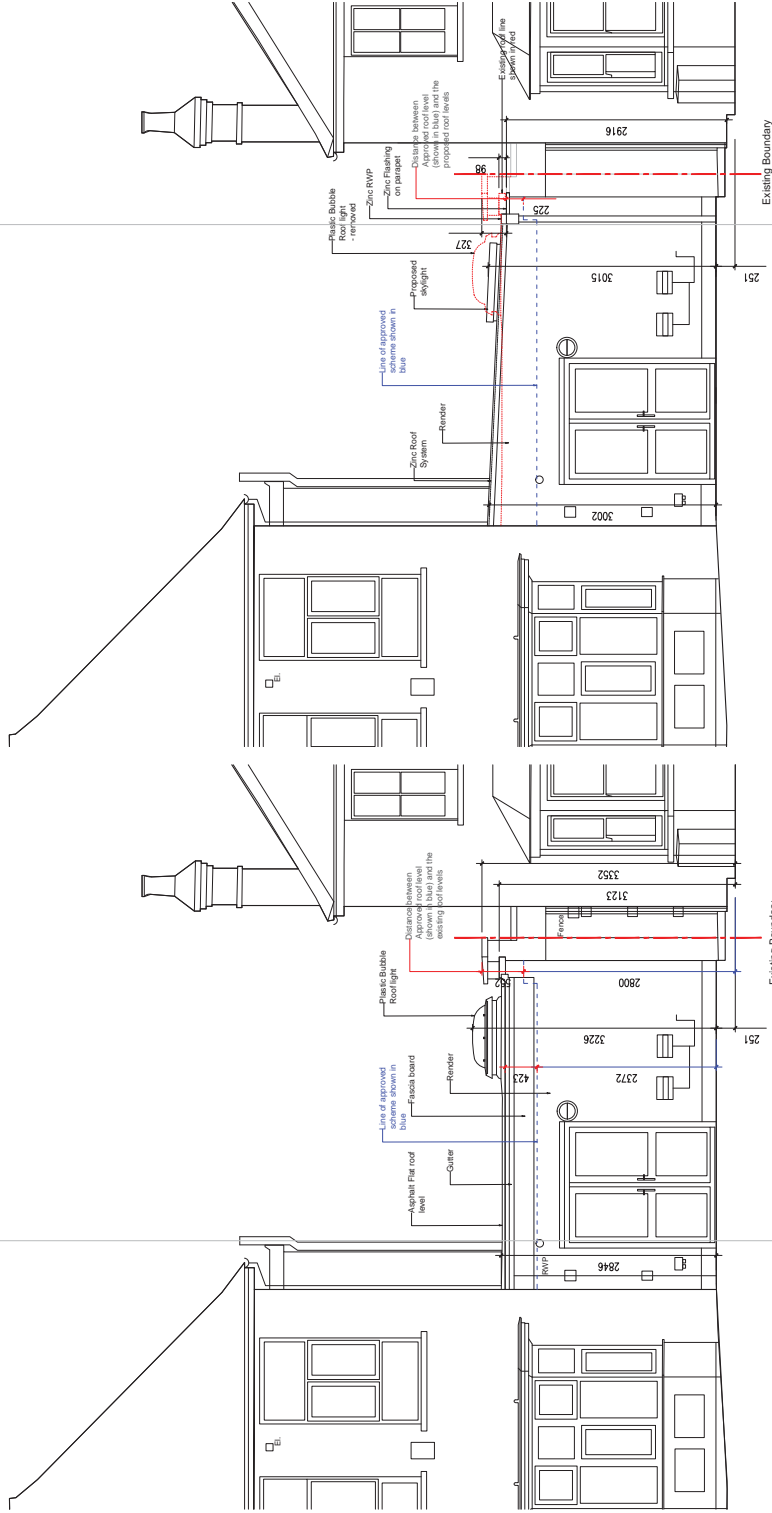 Existing roof line
shown in red
Distance between
Approved roof level
(shown in blue) and the
proposed roof levels
Zinc Flashing
on parapet
Zinc RWP
Plastic Bubble
Roof light
- removed
Proposed
skylight
Line of approved
scheme shown in
blue
Render
Zinc Roof
System
2916
98
225
327
3015
251
3002
Existing Boundary
El.
Distance between
Approved roof level
(shown in blue) and the
existing roof levels
Plastic Bubble
Roof light
Line of approved
scheme shown in
blue
Fascia board
Render
Gutter
Asphalt Flat roof
level
3352
3123
Fence
2800
3226
251
423
2372
2846
RWP
El.